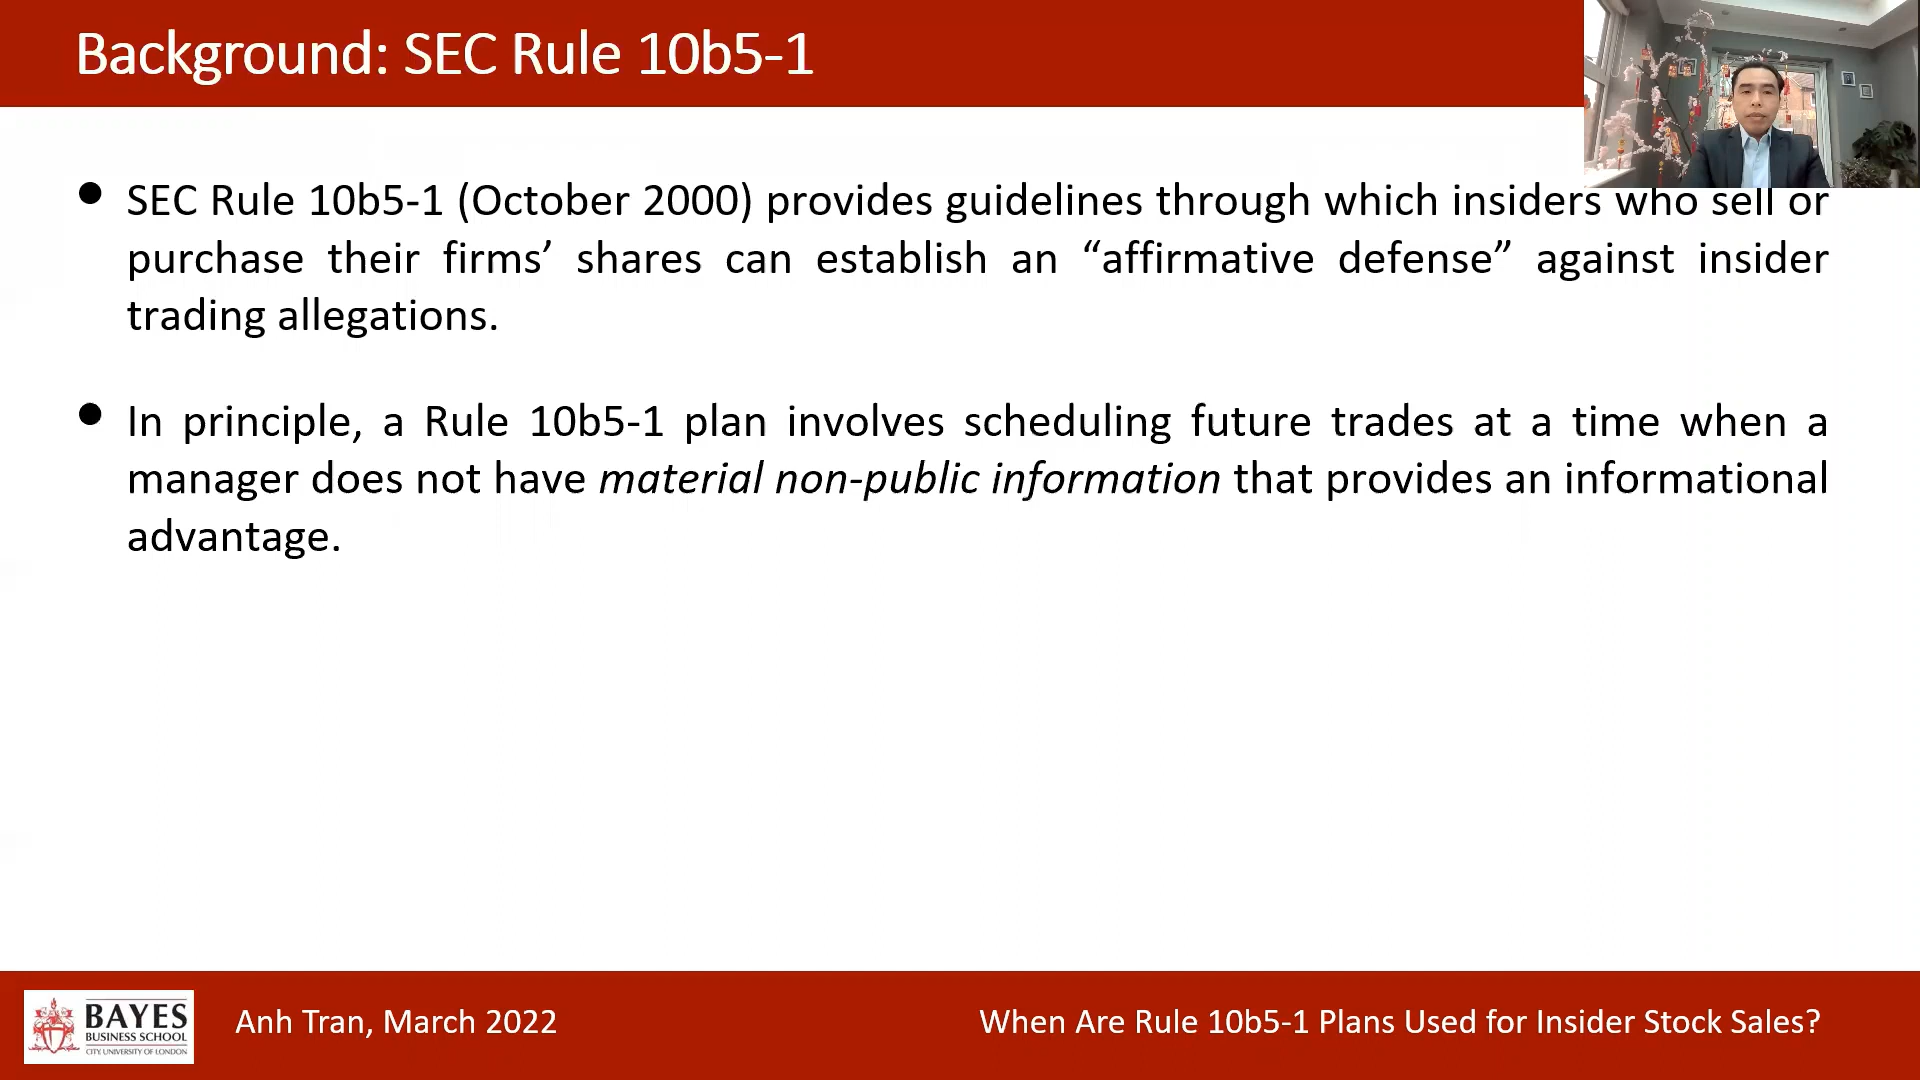 Background: SEC Rule 10b5-1
● SEC Rule 10b5-1 (October 2000) provides guidelines through which insiders who sell or
purchase their firms’ shares can establish an “affirmative defense” against insider
trading allegations.
● In principle, a Rule 10b5-1 plan involves scheduling future trades at a time when a
manager does not have material non-public information that provides an informational
advantage.
BAYES
BUSINESS SCHOOL
CITY, UNIVERSITY OF LONDON
Anh Tran, March 2022
When Are Rule 10b5-1 Plans Used for Insider Stock Sales?